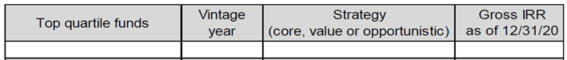 Top quartile funds
Vintage
year
Strategy
(core, value or opportunistic)
Gross IRR
as of 12/31/20